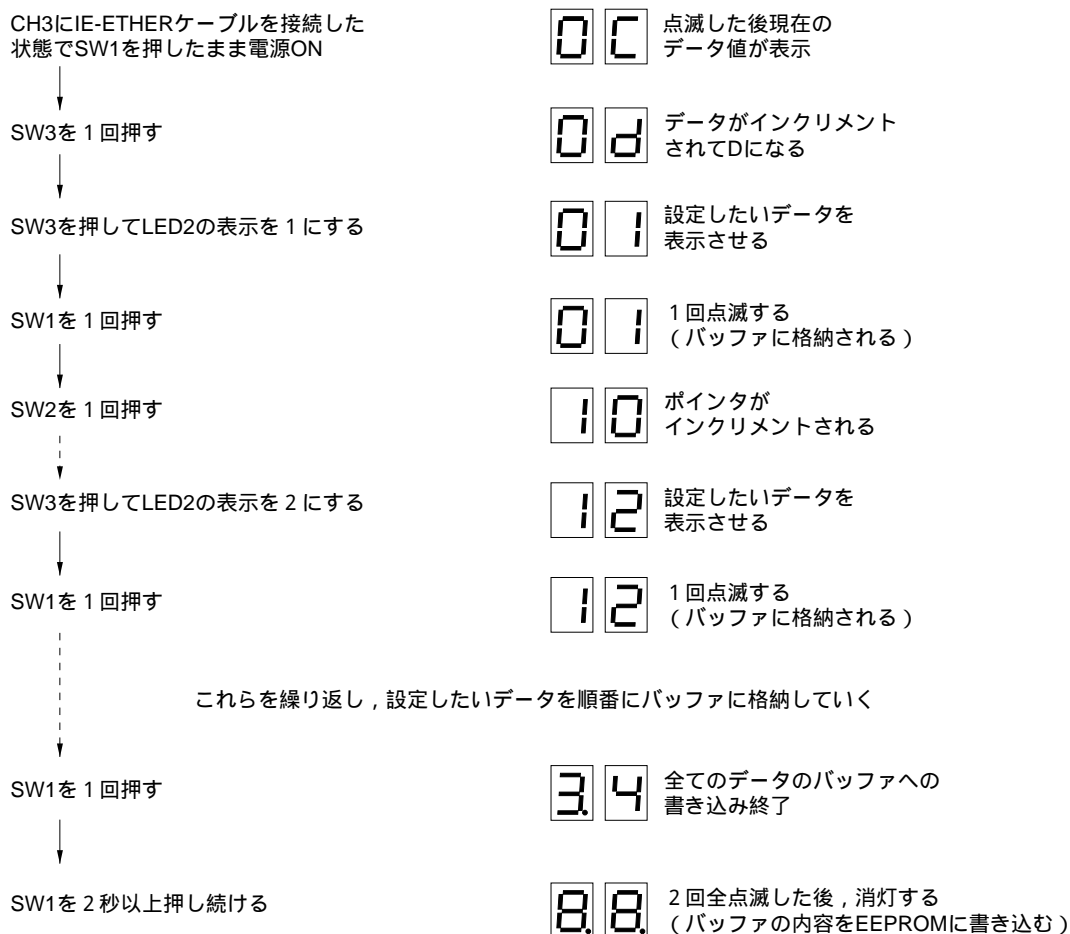 CH3にIE-ETHERケーブルを接続した
状態でSW1を押したまま電源ON
0 C
点滅した後現在の
データ値が表示
SW3を1回押す
0 d
データがインクリメント
されてDになる
SW3を押してLED2の表示を1にする
0 1
設定したいデータを
表示させる
SW1を1回押す
0 1
1回点滅する
(バッファに格納される)
SW2を1回押す
1 0
ポインタが
インクリメントされる
SW3を押してLED2の表示を2にする
1 2
設定したいデータを
表示させる
SW1を1回押す
1 2
1回点滅する
(バッファに格納される)
これらを繰り返し,設定したいデータを順番にバッファに格納していく
SW1を1回押す
3. 4
全てのデータのバッファへの
書き込み終了
SW1を2秒以上押し続ける
8. 8.
2回全点滅した後,消灯する
(バッファの内容をEEPROMに書き込む)